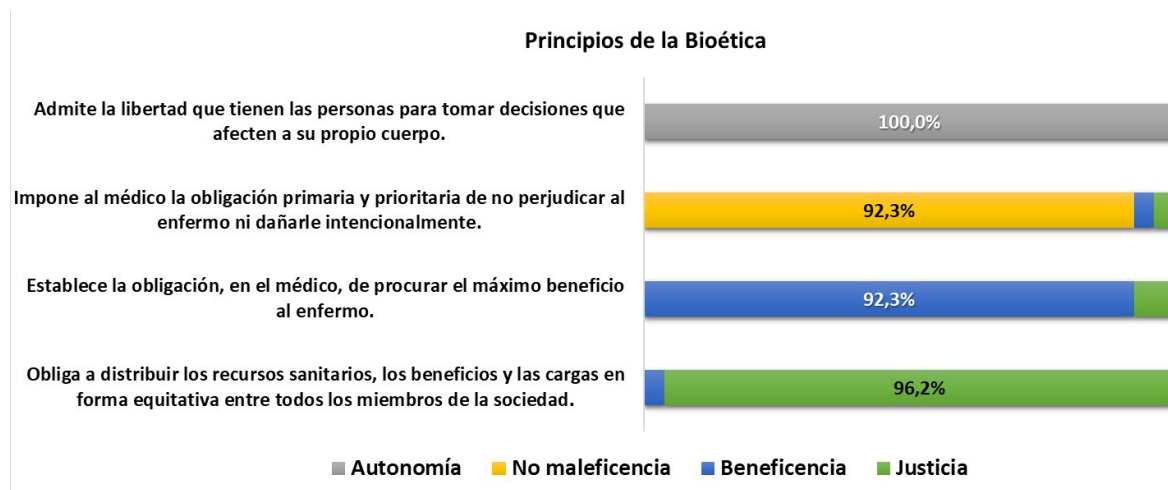 Principios de la Bioética
Admite la libertad que tienen las personas para tomar decisiones que
afecten a su propio cuerpo.
100,0%
Impone al médico la obligación primaria y prioritaria de no perjudicar al
enfermo ni dañarle intencionalmente.
92,3%
Establece la obligación, en el médico, de procurar el máximo beneficio
al enfermo.
92,3%
Obliga a distribuir los recursos sanitarios, los beneficios y las cargas en
forma equitativa entre todos los miembros de la sociedad.
96,2%
Autonomía No maleficencia Beneficencia Justicia